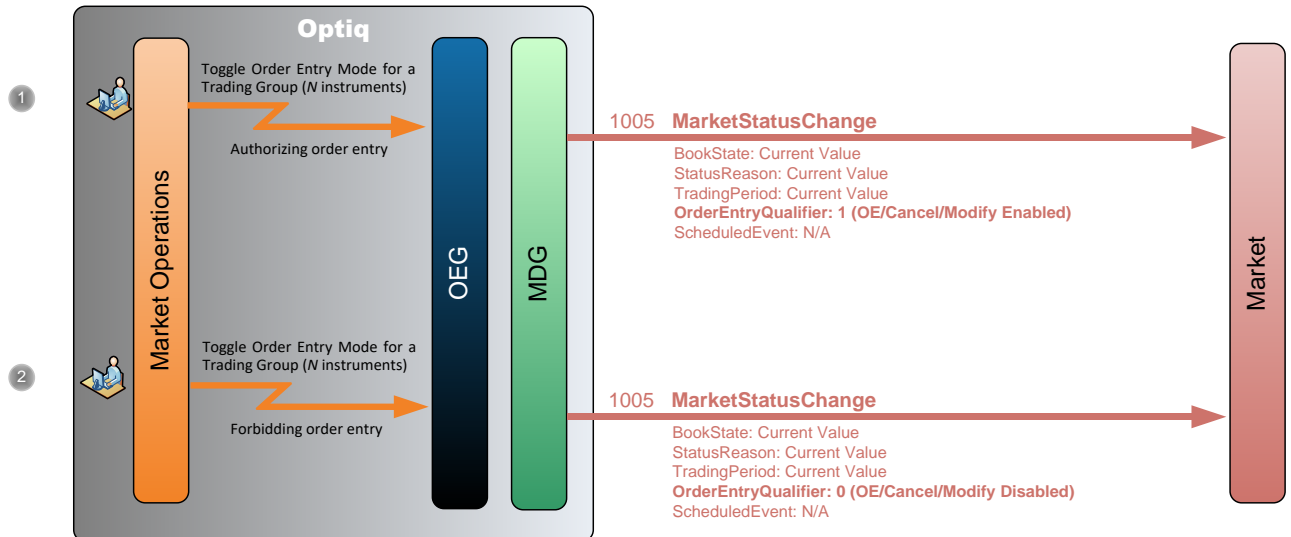 Optiq
1
Toggle Order Entry Mode for a
Trading Group (N instruments)
Authorizing order entry
1005 MarketStatusChange
BookState: Current Value
StatusReason: Current Value
TradingPeriod: Current Value
OrderEntryQualifier: 1 (OE/Cancel/Modify Enabled)
ScheduledEvent: N/A
Market Operations
OEG
MDG
Market
2
Toggle Order Entry Mode for a
Trading Group (N instruments)
Forbidding order entry
1005 MarketStatusChange
BookState: Current Value
StatusReason: Current Value
TradingPeriod: Current Value
OrderEntryQualifier: 0 (OE/Cancel/Modify Disabled)
ScheduledEvent: N/A